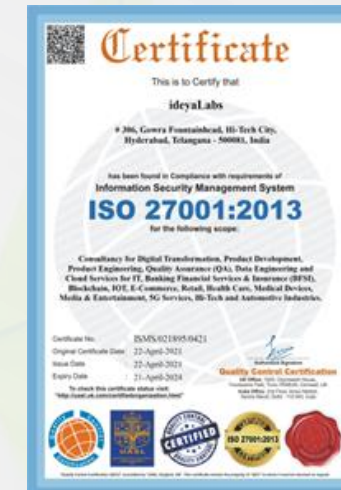 Certificate
This is to Certify that
ideyaLabs
# 306, Gowra Fountainhead, Hi-Tech City,
Hyderabad, Telangana - 500081, India
has been found in Compliance with requirements of
Information Security Management System
ISO 27001:2013
for the following scope:
Consultancy for Digital Transformation, Product Development,
Product Engineering, Quality Assurance (QA), Data Engineering and
Cloud Services for IT, Banking Financial Services & Insurance (BFSI),
Blockchain, IOT, E-Commerce, Retail, Health Care, Medical Devices,
Media & Entertainment, 5G Services, Hi-Tech and Automotive Industries.
Certificate No: ISMS/021895/0421
Original Certificate Date : 22-April-2021
Issue Date : 22-April-2021
Expiry Date : 21-April-2024
Authorised Signatory
Quality Control Certification
To check this certificate status visit:
CERTIFIED
ISO 27001:2013